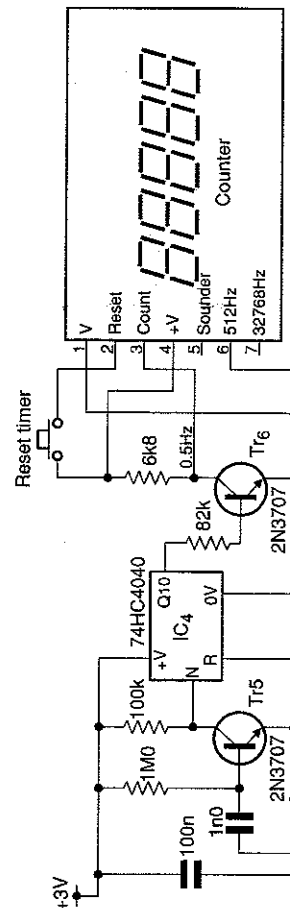 +3V
100n
1n0
1M0
100k
Tr5
2N3707
74HC4040
+V
N
IC4
Q10
R
0V
82k
Tr6
2N3707
Reset timer
6k8
0.5Hz
1 V
2 Reset
3 Count
4 +V
5 Sounder
6 512Hz
7 32768Hz
Counter